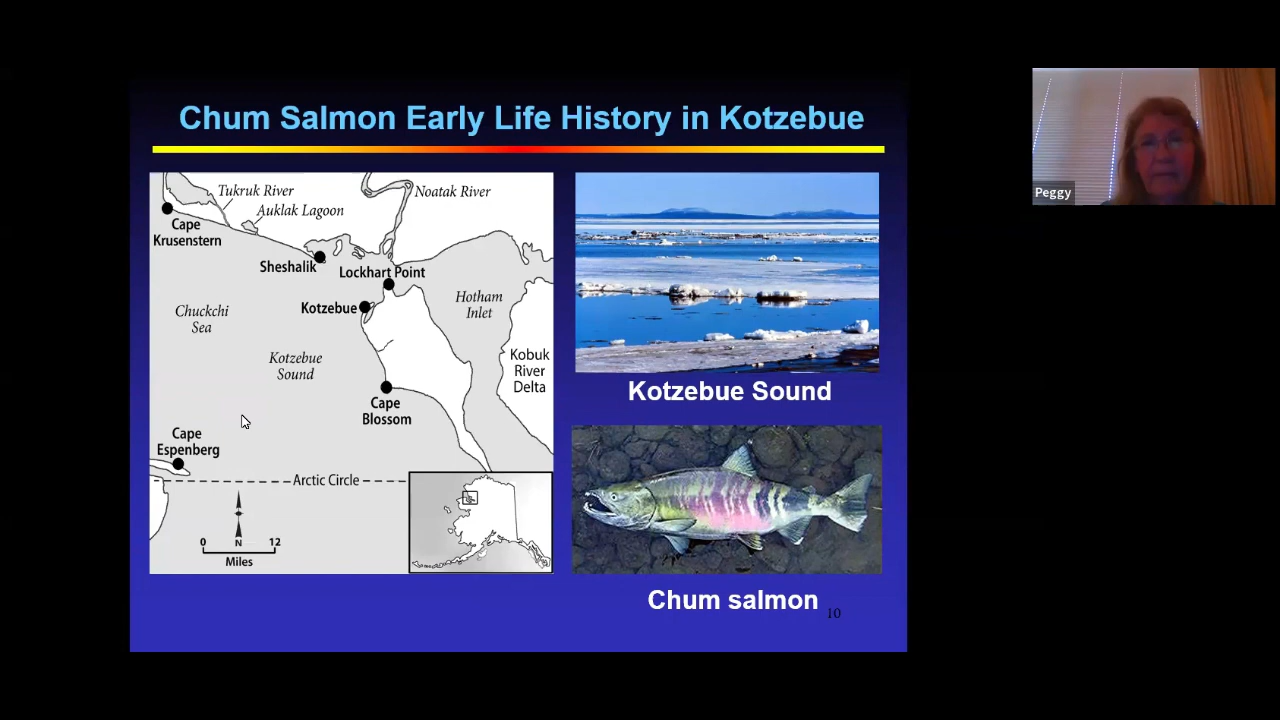 Chum Salmon Early Life History in Kotzebue
Tukruk River
Noatak River
Auklak Lagoon
Cape
Krusenstern
Sheshalik
Lockhart Point
Chuckchi
Sea
Kotzebue
Hotham
Inlet
Kotzebue
Sound
Kobuk
River
Delta
Cape
Blossom
Cape
Espenberg
Arctic Circle
N
0 12
Miles
Kotzebue Sound
Chum salmon
10
Peggy